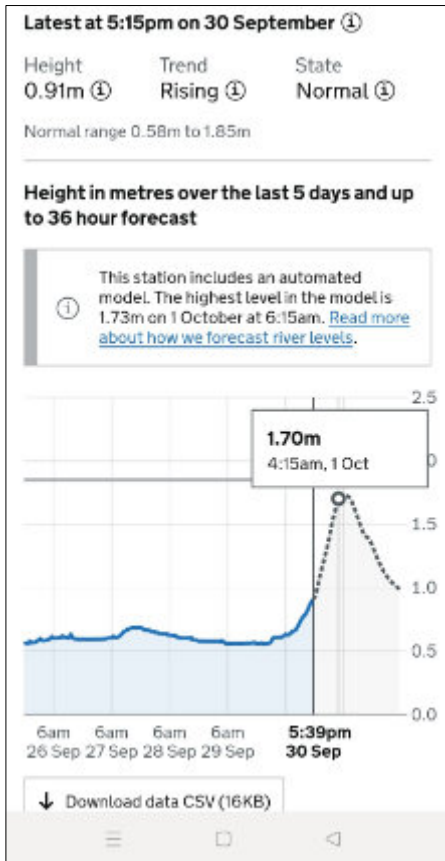 Latest at 5:15pm on 30 September ⓘ
Height Trend State
0.91m ⓘ Rising ⓘ Normal ⓘ
Normal range 0.58m to 1.85m
Height in metres over the last 5 days and up
to 36 hour forecast
This station includes an automated
model. The highest level in the model is
1.73m on 1 October at 6:15am. Read more
about how we forecast river levels.
2.5
1.70m
4:15am, 1 Oct
0
1.5
1.0
0.5
0.0
6am 6am 6am 6am 5:39pm
26 Sep 27 Sep 28 Sep 29 Sep 30 Sep
Download data CSV (16KB)